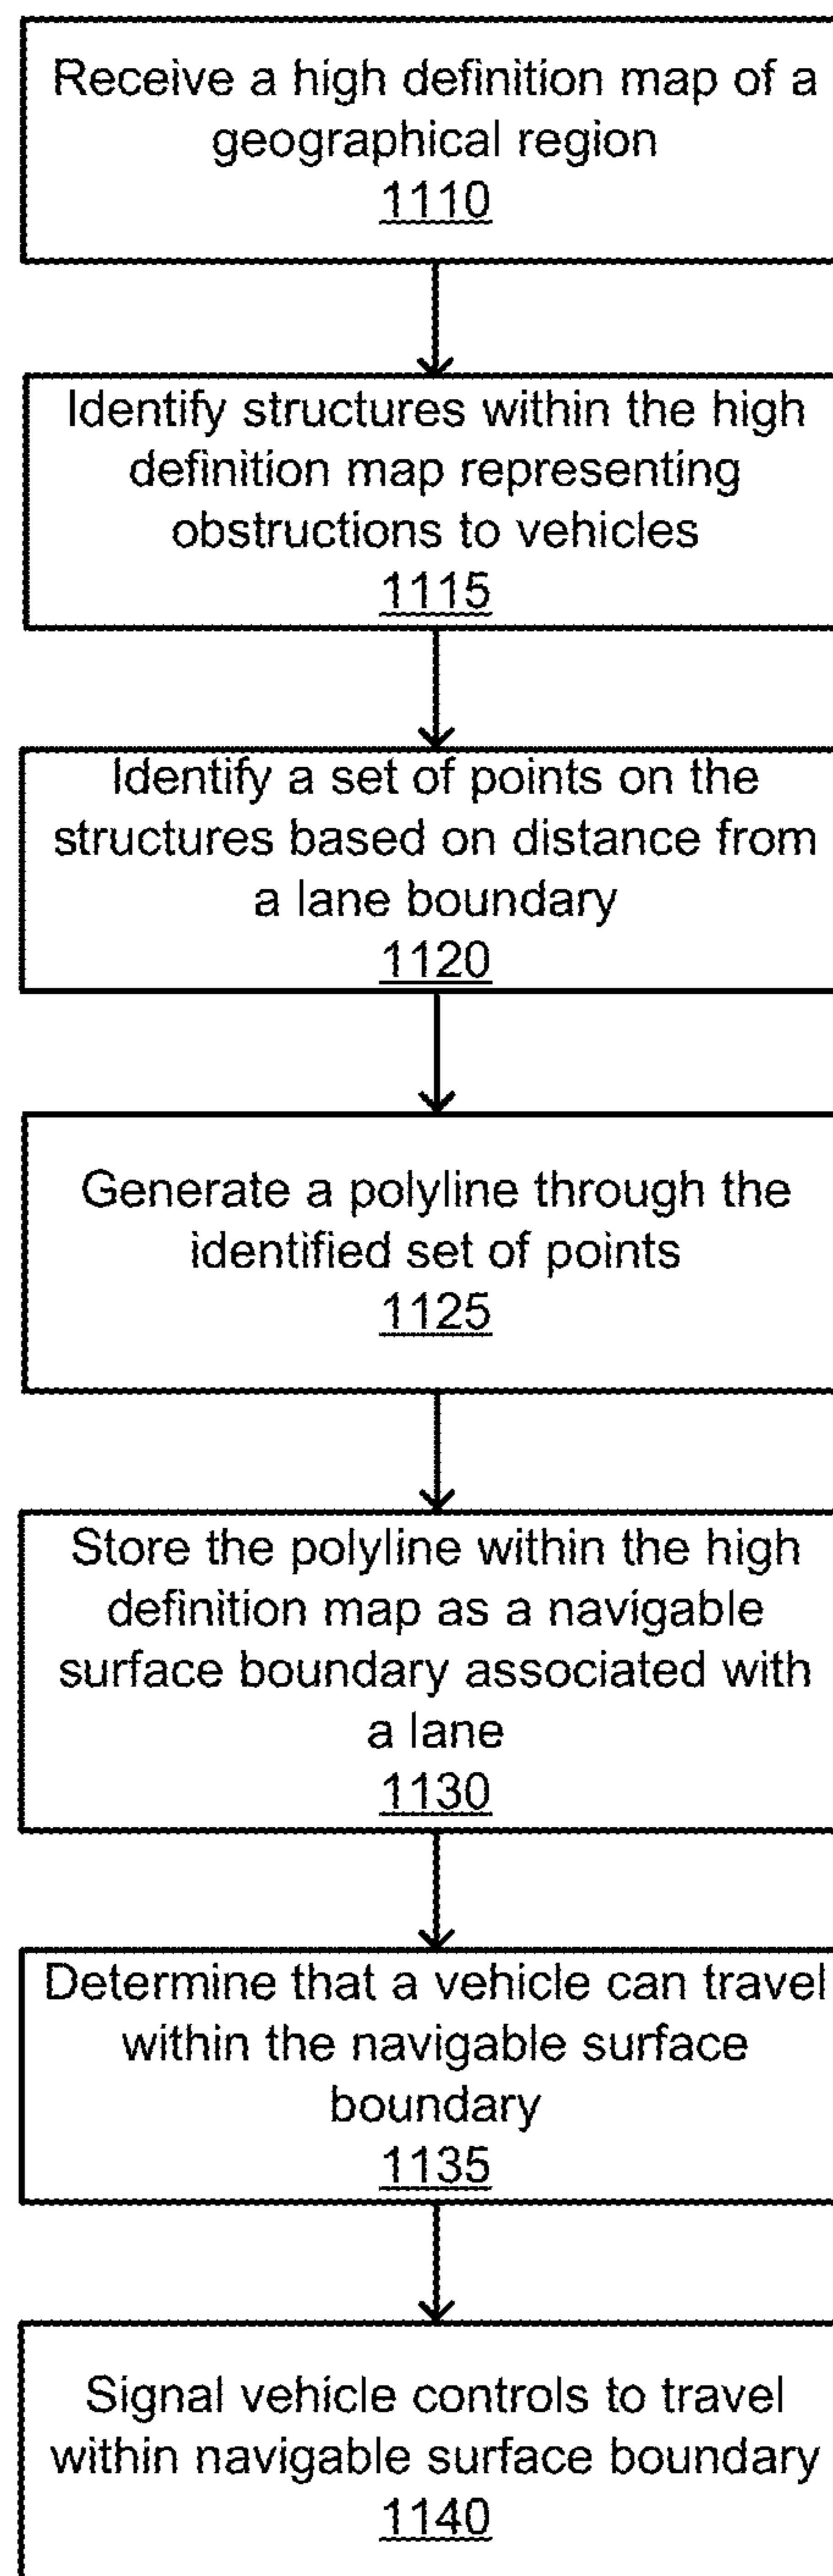 Receive a high definition map of a
geographical region
1110
Identify structures within the high
definition map representing
obstructions to vehicles
1115
Identify a set of points on the
structures based on distance from
a lane boundary
1120
Generate a polyline through the
identified set of points
1125
Store the polyline within the high
definition map as a navigable
surface boundary associated with
a lane
1130
Determine that a vehicle can travel
within the navigable surface
boundary
1135
Signal vehicle controls to travel
within navigable surface boundary
1140